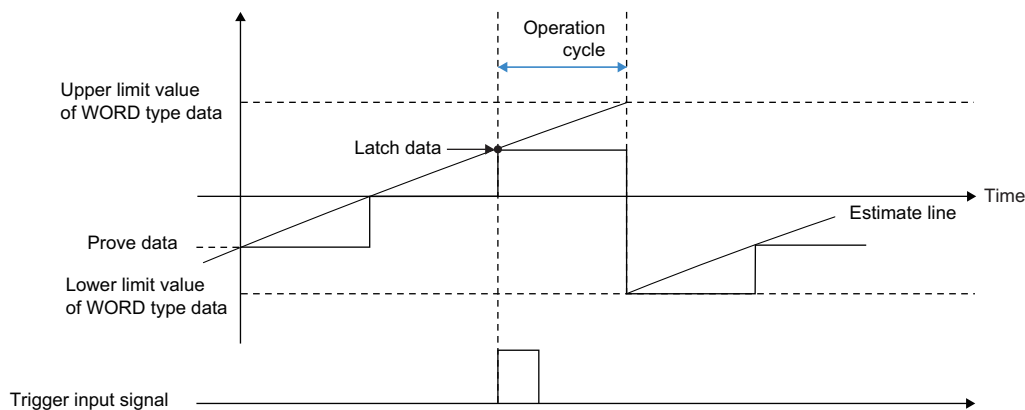 Operation
cycle
Upper limit value
of WORD type data
Latch data
Time
Estimate line
Prove data
Lower limit value
of WORD type data
Trigger input signal